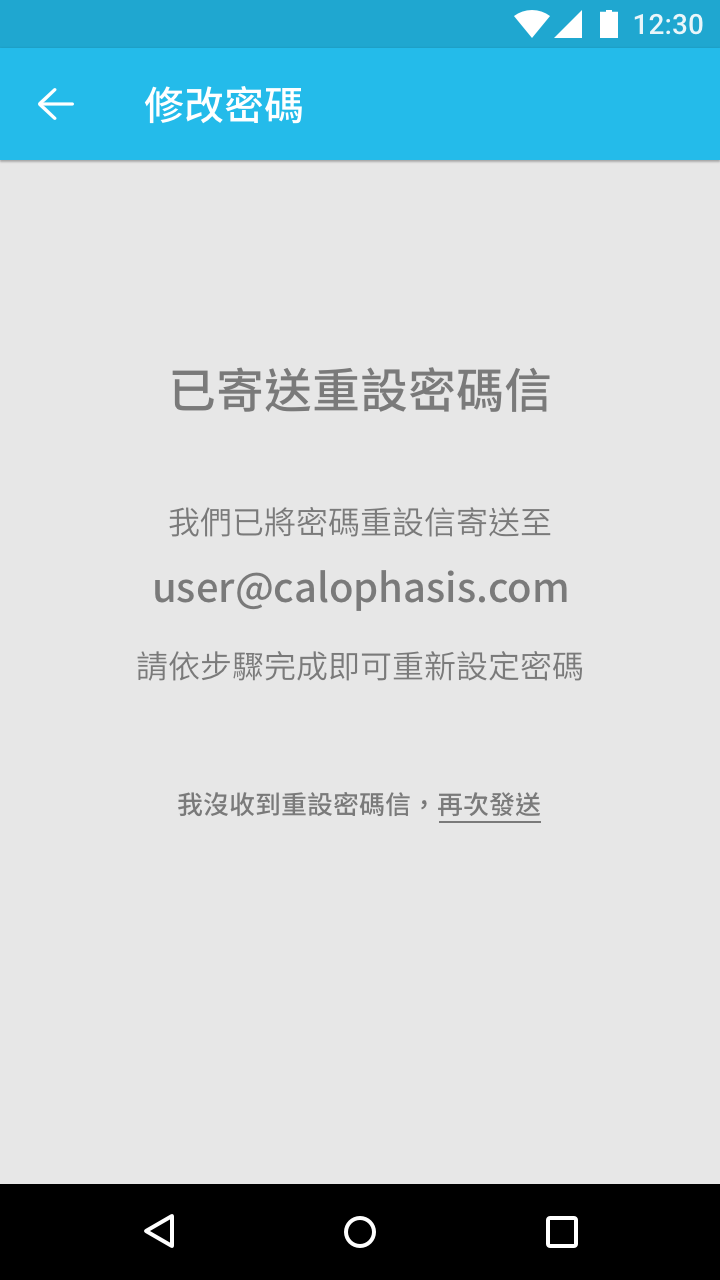 12:30
修改密碼
已寄送重設密碼信
我們已將密碼重設信寄送至
user@calophasis.com
請依步驟完成即可重新設定密碼
我沒收到重設密碼信，再次發送